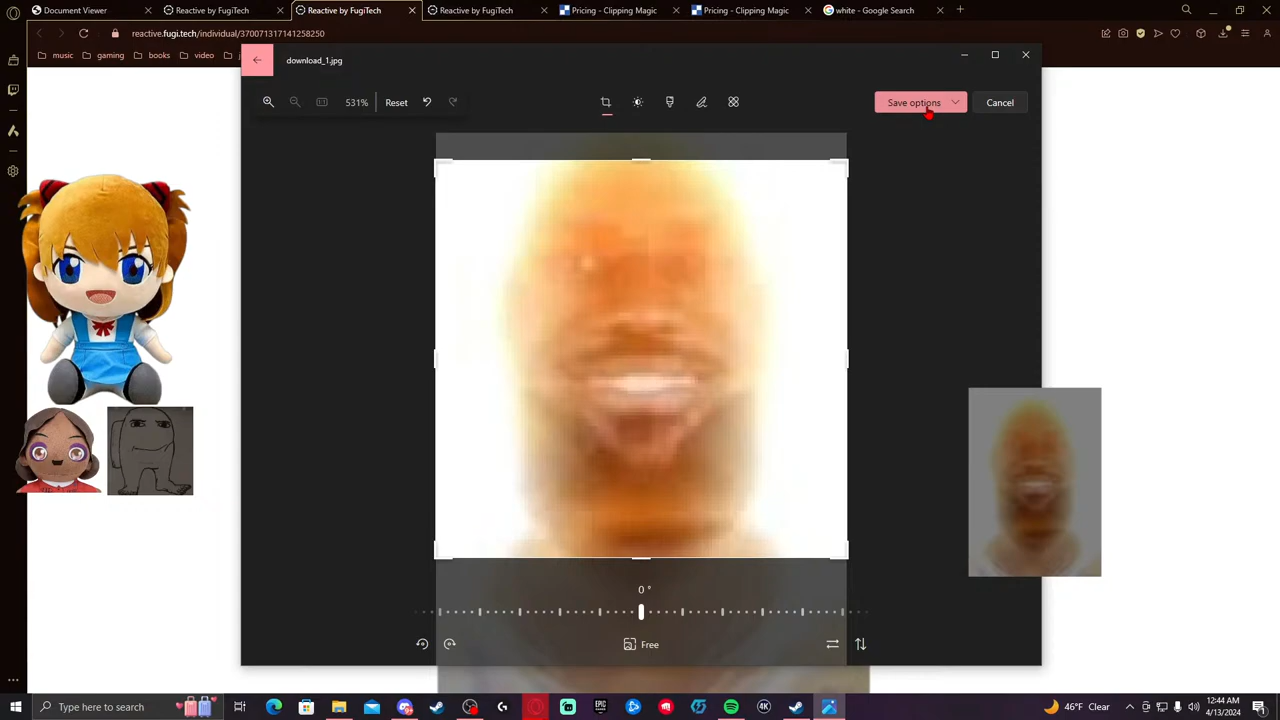 Document Viewer
Reactive by FugiTech
Reactive by FugiTech
Reactive by FugiTech
Pricing - Clipping Magic
Pricing - Clipping Magic
white - Google Search
reactive.fugi.tech/individual/370071317141258250
music
gaming
books
video
download_1.jpg
531%
Reset
Save options
Cancel
0 °
Free
Type here to search
46°F Clear
12:44 AM
4/13/2024